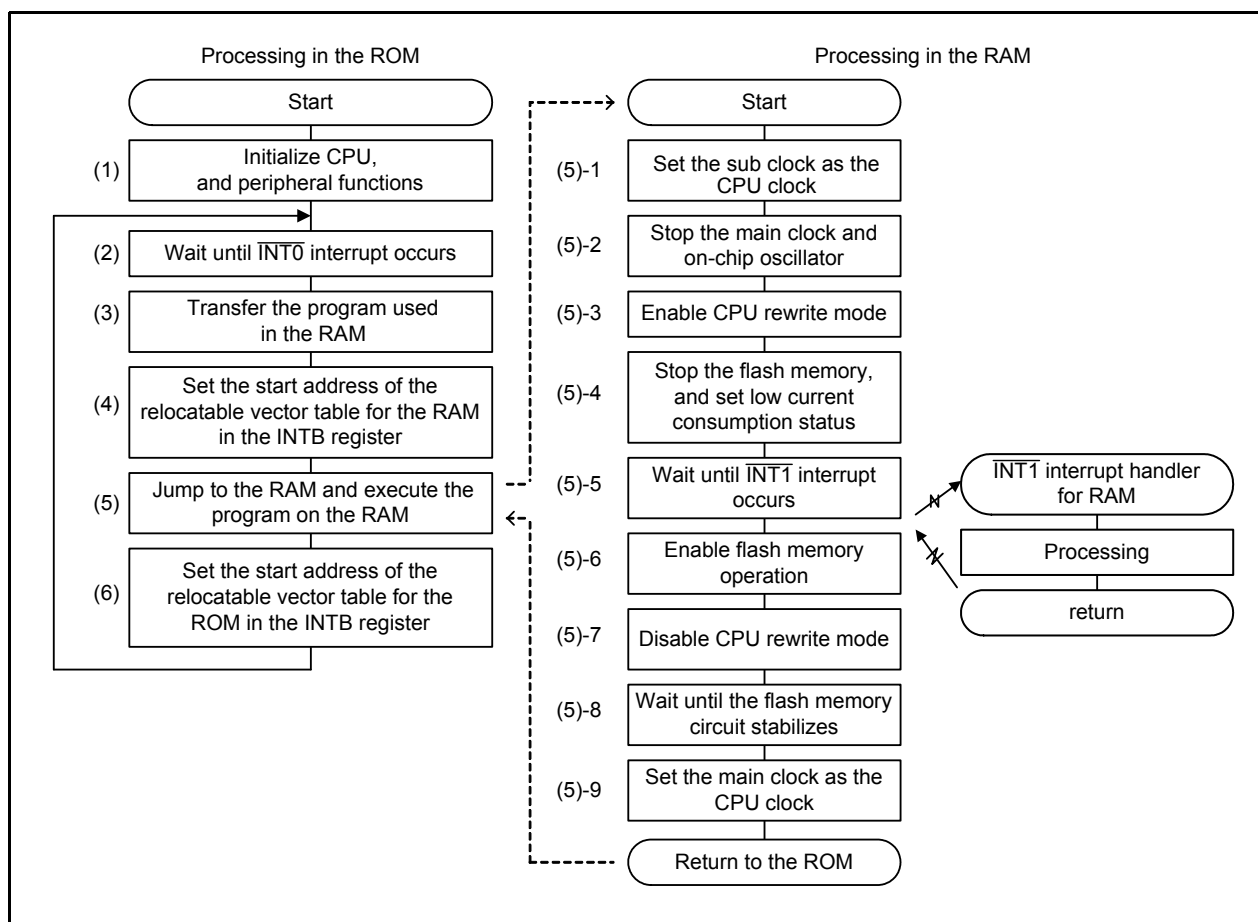 Processing in the ROM
Start
(1)
Initialize CPU,
and peripheral functions
(2)
Wait until INT0 interrupt occurs
(3)
Transfer the program used
in the RAM
(4)
Set the start address of the
relocatable vector table for the RAM
in the INTB register
(5)
Jump to the RAM and execute the
program on the RAM
(6)
Set the start address of the
relocatable vector table for the
ROM in the INTB register
Processing in the RAM
Start
(5)-1
Set the sub clock as the
CPU clock
(5)-2
Stop the main clock and
on-chip oscillator
(5)-3
Enable CPU rewrite mode
(5)-4
Stop the flash memory,
and set low current
consumption status
(5)-5
Wait until INT1 interrupt
occurs
(5)-6
Enable flash memory
operation
(5)-7
Disable CPU rewrite mode
(5)-8
Wait until the flash memory
circuit stabilizes
(5)-9
Set the main clock as the
CPU clock
Return to the ROM
INT1 interrupt handler
for RAM
Processing
return